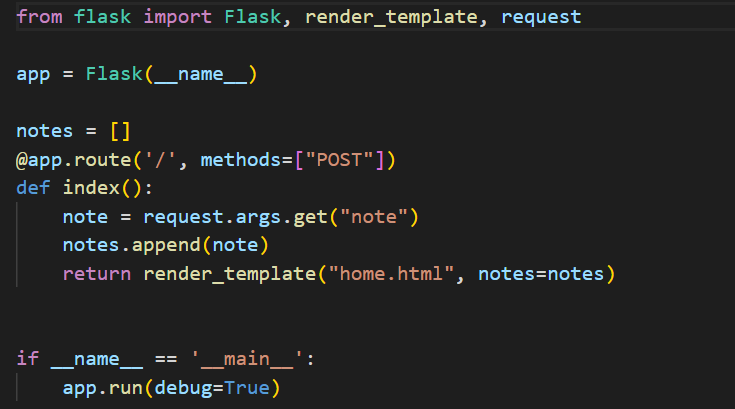 from flask import Flask, render_template, request
app = Flask(__name__)
notes = []
@app.route('/', methods=["POST"])
def index():
    note = request.args.get("note")
    notes.append(note)
    return render_template("home.html", notes=notes)
if __name__ == '__main__':
    app.run(debug=True)